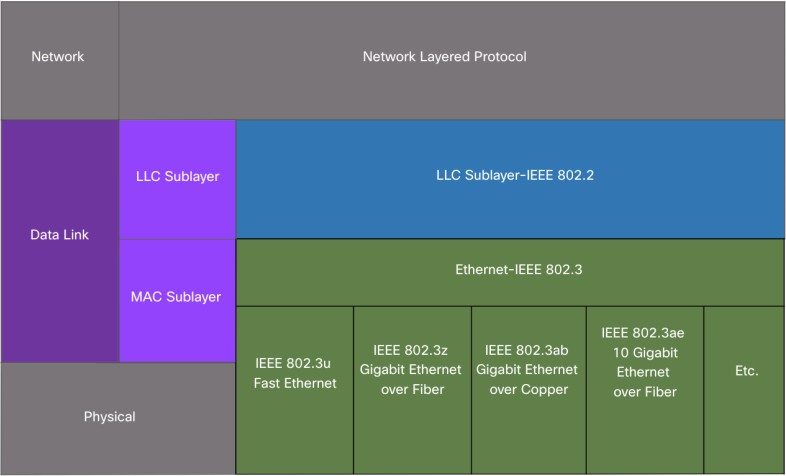 Network
Network Layered Protocol
Data Link
LLC Sublayer
LLC Sublayer-IEEE 802.2
MAC Sublayer
Ethernet-IEEE 802.3
IEEE 802.3u
Fast Ethernet
IEEE 802.3z
Gigabit Ethernet
over Fiber
IEEE 802.3ab
Gigabit Ethernet
over Copper
IEEE 802.3ae
10 Gigabit
Ethernet
over Fiber
Etc.
Physical